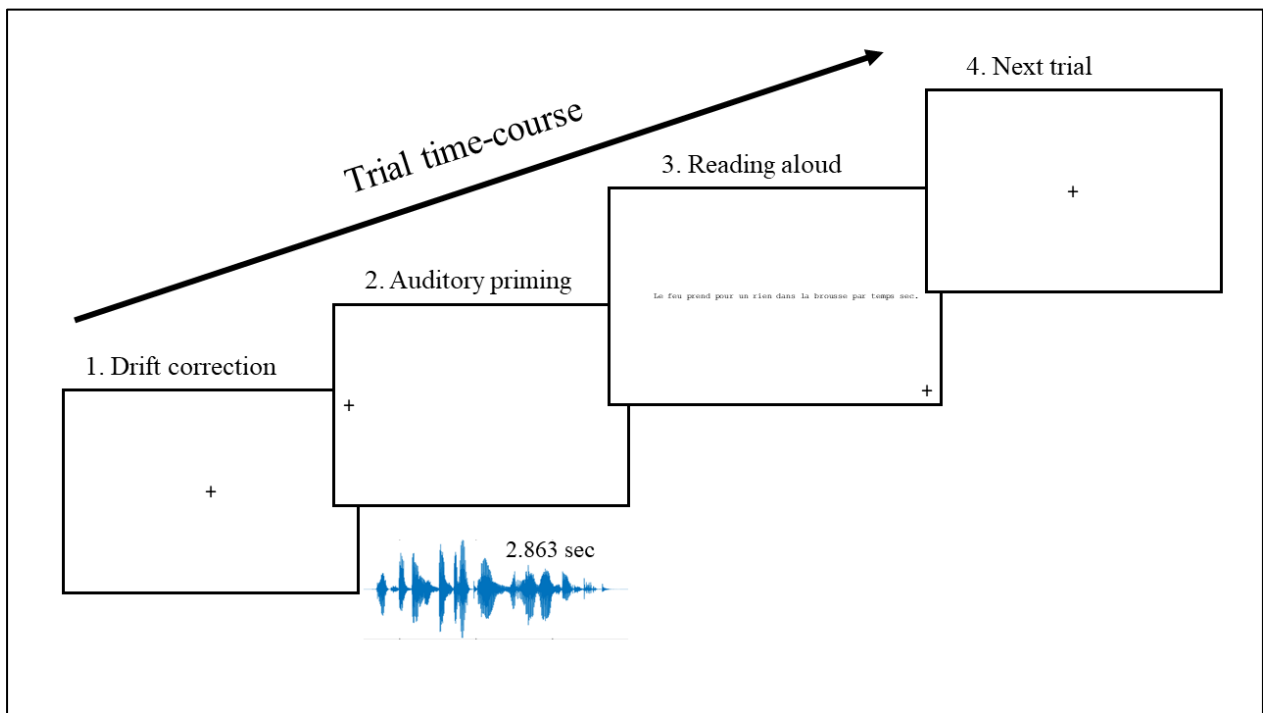 Trial time-course
1. Drift correction
+
2. Auditory priming
+
2.863 sec
3. Reading aloud
Le feu prend pour un rien dans la brousse par temps sec.
+
4. Next trial
+